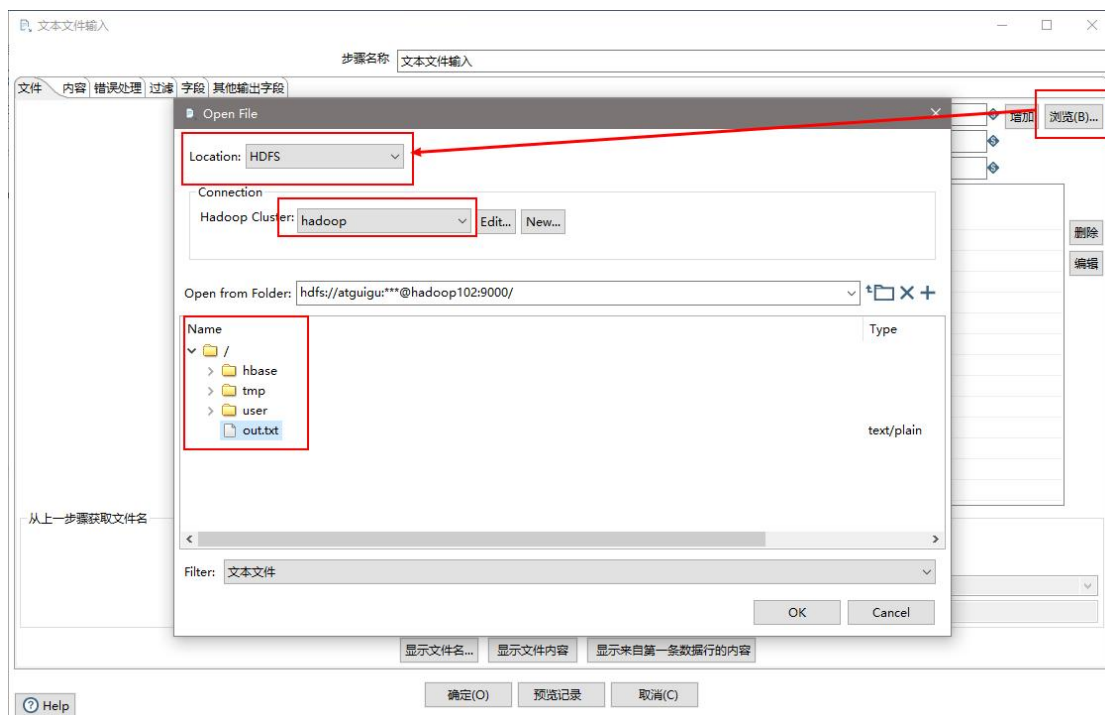 文本文件输入
步骤名称 文本文件输入
文件 内容 错误处理 过滤 字段 其他输出字段
Open File
增加 浏览(B)...
Location: HDFS
Connection
Hadoop Cluster: hadoop Edit... New...
删除
编辑
Open from Folder: hdfs://atguigu:***@hadoop102:9000/
Name Type
/
hbase
tmp
user
out.txt text/plain
从上一步骤获取文件名
Filter: 文本文件
OK Cancel
显示文件名... 显示文件内容 显示来自第一条数据行的内容
确定(O) 预览记录 取消(C)
Help